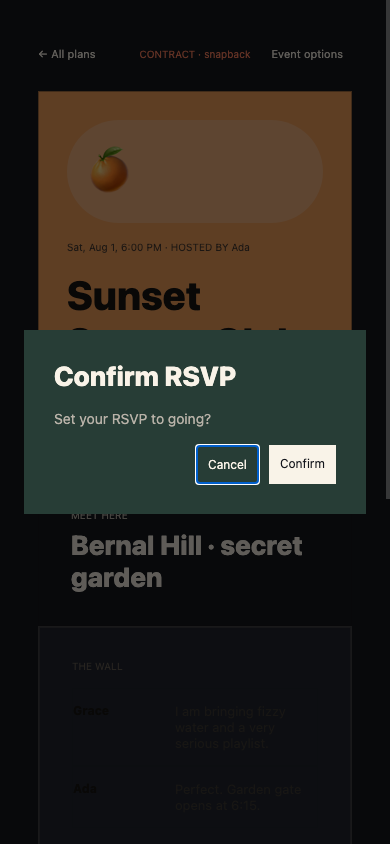 ← All plans
CONTRACT · snapback
Event options
Sat, Aug 1, 6:00 PM · HOSTED BY Ada
Sunset
Confirm RSVP
Set your RSVP to going?
Cancel
Confirm
MEET HERE
Bernal Hill · secret
garden
THE WALL
Grace
I am bringing fizzy
water and a very
serious playlist.
Ada
Perfect. Garden gate
opens at 6:15.